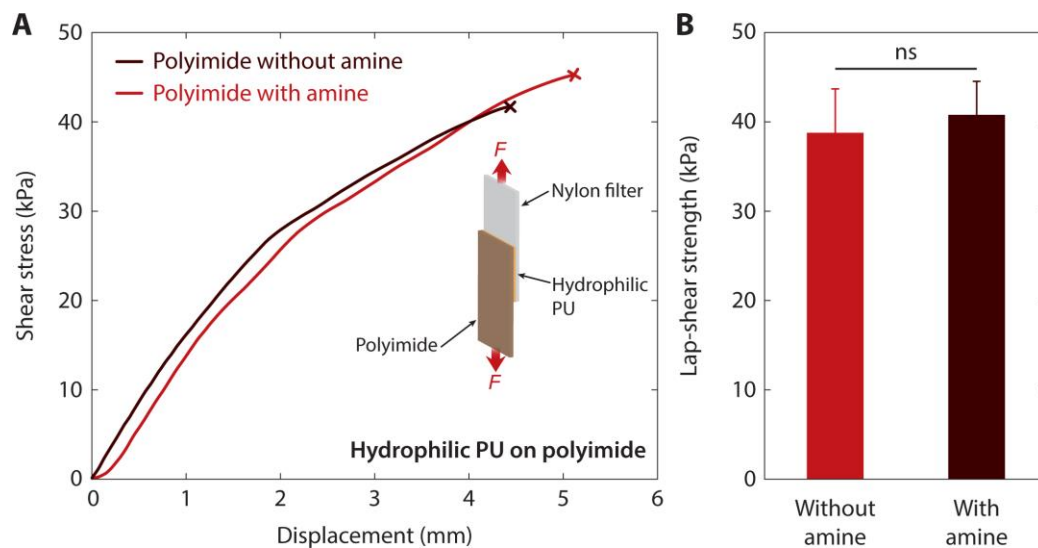 A
50
40
30
20
10
0
Shear stress (kPa)
Polyimide without amine
Polyimide with amine
F
Nylon filter
Hydrophilic
PU
Polyimide
F
Hydrophilic PU on polyimide
0 1 2 3 4 5 6
Displacement (mm)
B
50
40
30
20
10
0
Lap-shear strength (kPa)
ns
Without
amine
With
amine